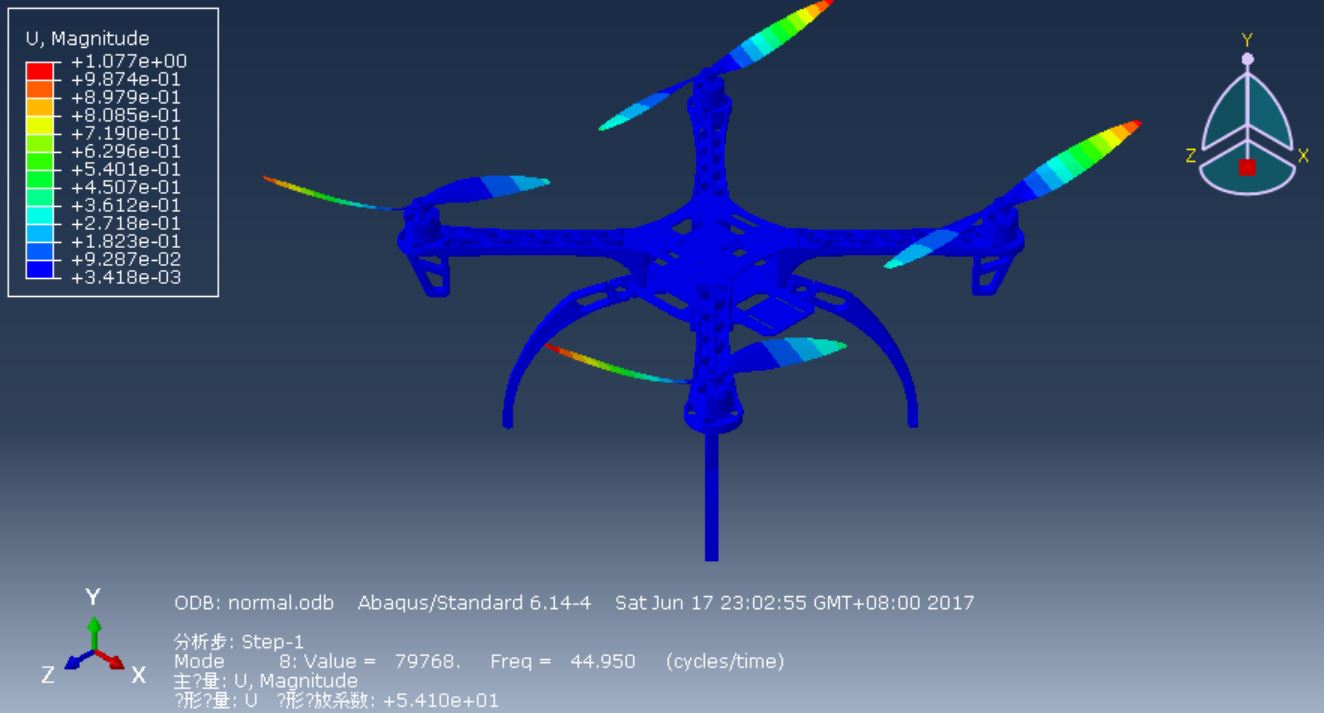 U, Magnitude
+1.077e+00
+9.874e-01
+8.979e-01
+8.085e-01
+7.190e-01
+6.296e-01
+5.401e-01
+4.507e-01
+3.612e-01
+2.718e-01
+1.823e-01
+9.287e-02
+3.418e-03
Y
Z
X
Y
Z
X
ODB: normal.odb Abaqus/Standard 6.14-4 Sat Jun 17 23:02:55 GMT+08:00 2017
分析步: Step-1
Mode 8: Value = 79768. Freq = 44.950 (cycles/time)
主?量: U, Magnitude
?形?量: U ?形?放系数: +5.410e+01